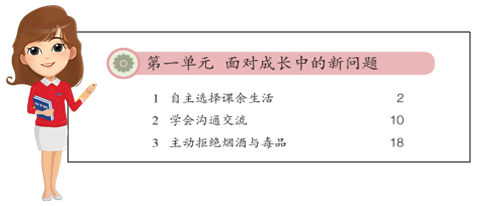 第一单元 面对成长中的新问题
1 自主选择课余生活 2
2 学会沟通交流 10
3 主动拒绝烟酒与毒品 18